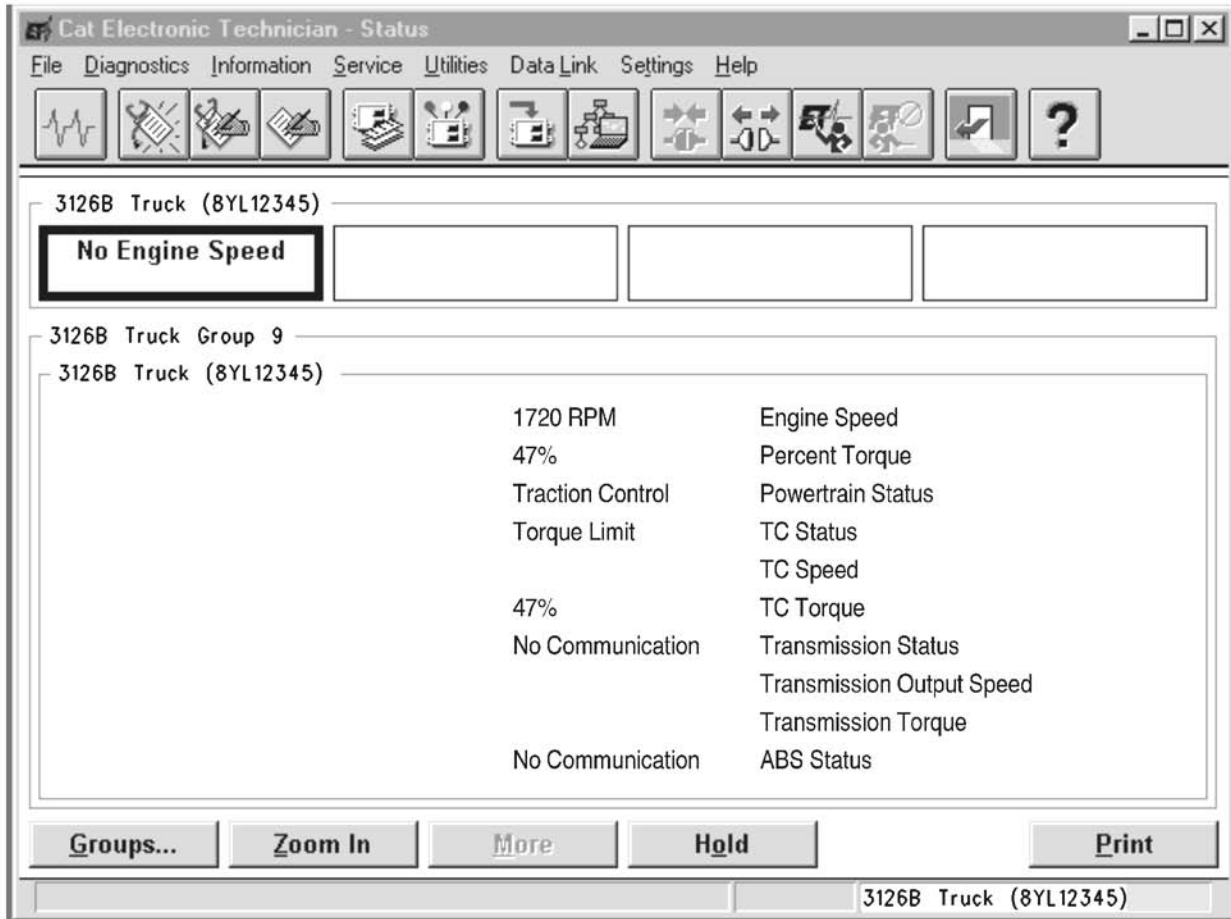 Cat Electronic Technician - Status
File Diagnostics Information Service Utilities Data Link Settings Help
ET ET ?
3126B Truck (8YL12345)
No Engine Speed
3126B Truck Group 9
3126B Truck (8YL12345)
1720 RPM Engine Speed
47% Percent Torque
Traction Control Powertrain Status
Torque Limit TC Status
TC Speed
47% TC Torque
No Communication Transmission Status
Transmission Output Speed
Transmission Torque
No Communication ABS Status
Groups... Zoom In More Hold Print
3126B Truck (8YL12345)